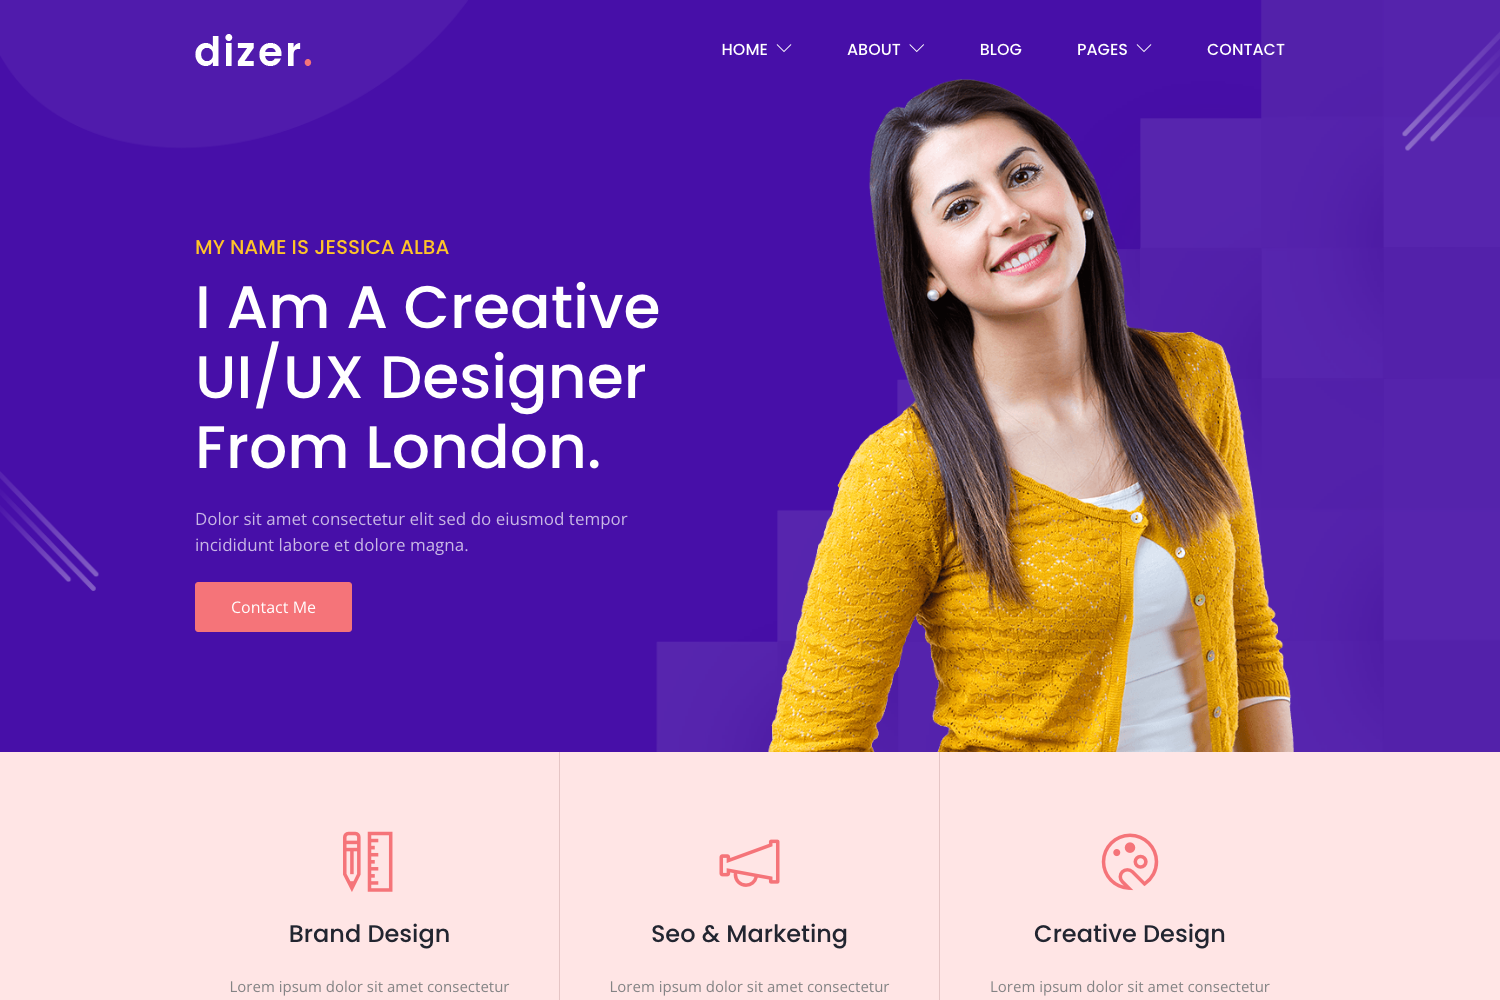 dizer.
HOME ABOUT BLOG PAGES CONTACT
MY NAME IS JESSICA ALBA
I Am A Creative
UI/UX Designer
From London.
Dolor sit amet consectetur elit sed do eiusmod tempor
incididunt labore et dolore magna.
Contact Me
Brand Design
Lorem ipsum dolor sit amet consectetur
Seo & Marketing
Lorem ipsum dolor sit amet consectetur
Creative Design
Lorem ipsum dolor sit amet consectetur